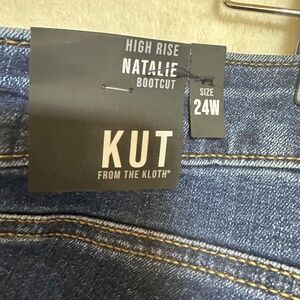 HIGH RISE
NATALIE
BOOTCUT
SIZE
24W
KUT
FROM THE KLOTH®